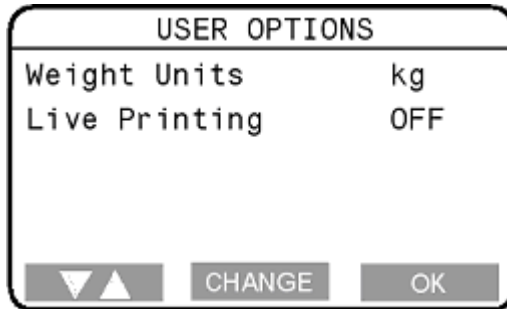 USER OPTIONS
Weight Units kg
Live Printing OFF
▼▲ CHANGE OK